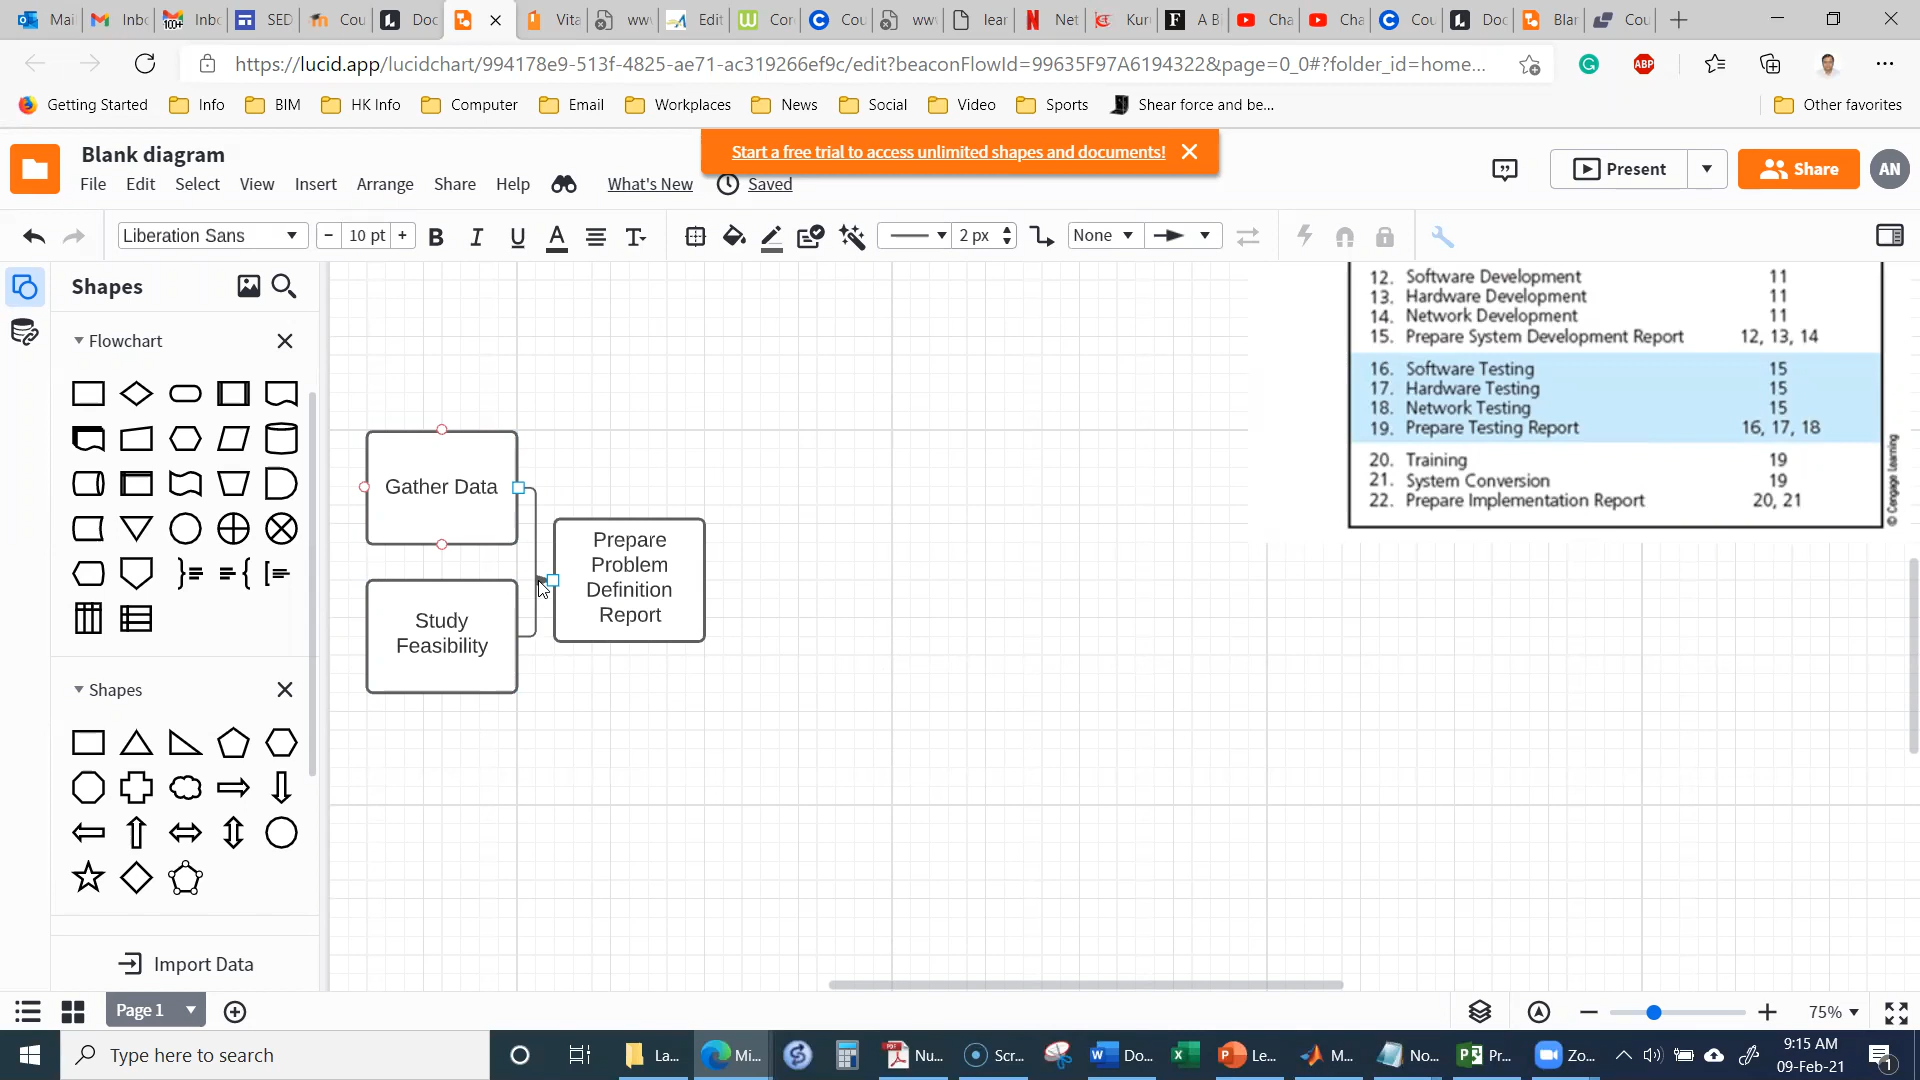 Mai
Inbo
100+
Inbo
SED
Cou
Doc
Vita
www
Edit
Cor
Cou
www
lear
Net
Kur
A B
Cha
Cha
Cou
Doc
Blar
Cou
https://lucid.app/lucidchart/994178e9-513f-4825-ae71-ac319266ef9c/edit?beaconFlowId=99635F97A6194322&page=0_0#?folder_id=home...
ABP
Getting Started
Info
BIM
HK Info
Computer
Email
Workplaces
News
Social
Video
Sports
Shear force and be...
Other favorites
Blank diagram
Start a free trial to access unlimited shapes and documents!
File Edit Select View Insert Arrange Share Help
What's New
Saved
Present
Share
AN
Liberation Sans
- 10 pt +
B I U A T
2 px
None
Shapes
Flowchart
Shapes
Import Data
Gather Data
Study
Feasibility
Prepare
Problem
Definition
Report
12. Software Development 11
13. Hardware Development 11
14. Network Development 11
15. Prepare System Development Report 12, 13, 14
16. Software Testing 15
17. Hardware Testing 15
18. Network Testing 15
19. Prepare Testing Report 16, 17, 18
20. Training 19
21. System Conversion 19
22. Prepare Implementation Report 20, 21
© Cengage Learning
Page 1
75%
Type here to search
La...
Mi...
Nu...
Scr...
Do...
Le...
M...
No...
Pr...
Zo...
9:15 AM
09-Feb-21
1